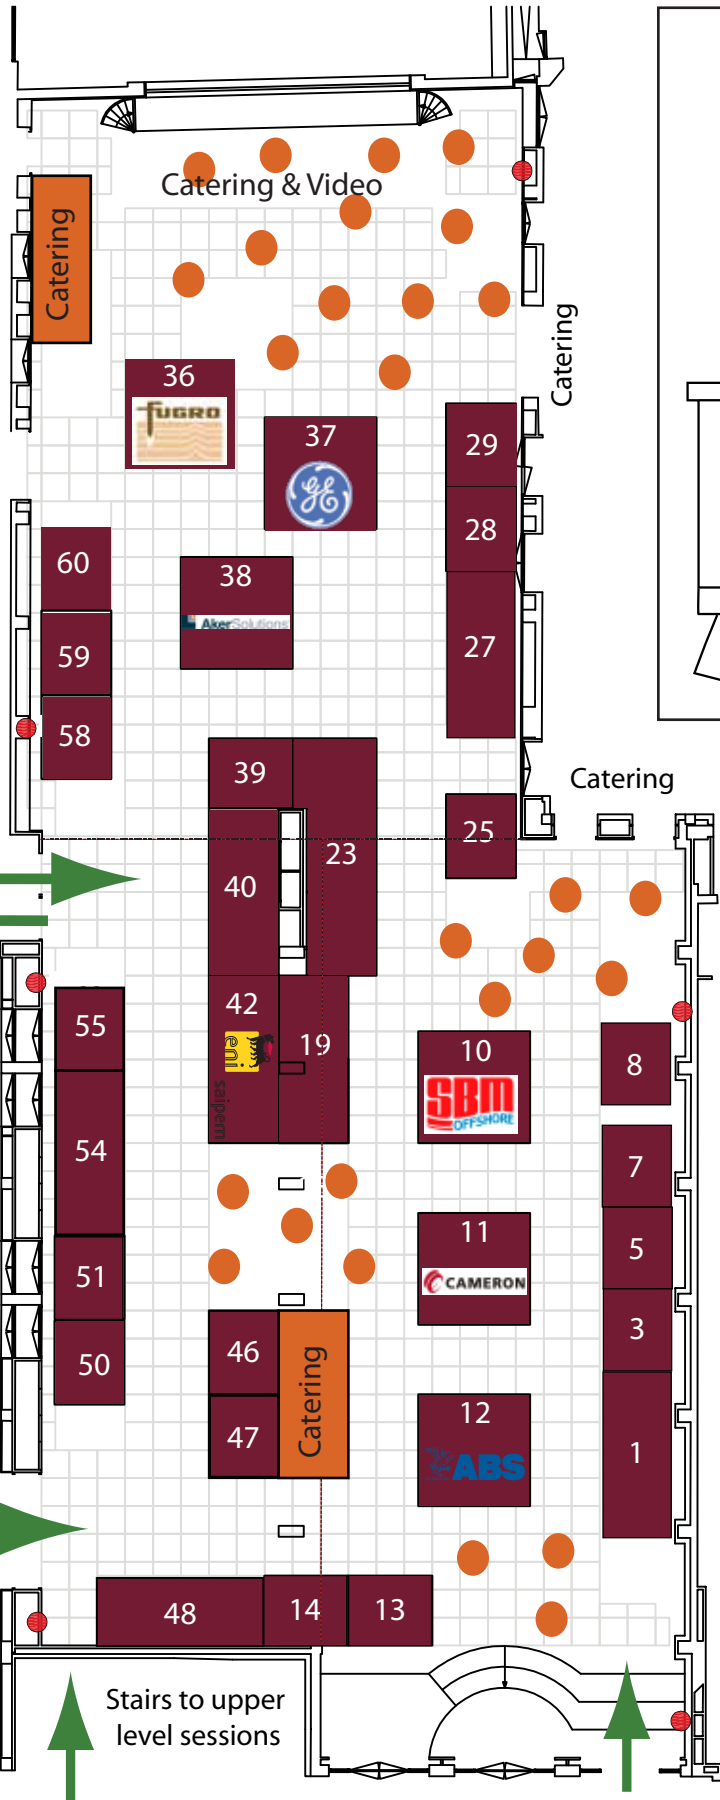 Catering & Video
Catering
36
fUGRO
37
GE
Catering
29
28
60
38
AkerSolutions
59
27
58
39
Catering
25
23
40
42
eni
saipem
19
55
10
SBM
OFFSHORE
8
54
7
11
CAMERON
5
51
3
46
Catering
50
47
12
ABS
1
48
14
13
Stairs to upper
level sessions